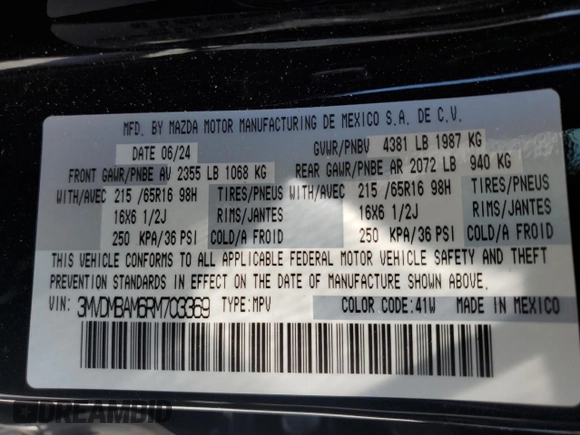 MFD. BY MAZDA MOTOR MANUFACTURING DE MEXICO S.A. DE C.V.
DATE 06/24 GVWR/PNBV 4381 LB 1987 KG
FRONT GAWR/PNBE AV 2355 LB 1068 KG REAR GAWR/PNBE AR 2072 LB 940 KG
WITH/AVEC 215 /65R16 98H TIRES/PNEUS WITH/AVEC 215 /65R16 98H TIRES/PNEUS
16X6 1/2J RIMS/JANTES 16X6 1/2J RIMS/JANTES
250 KPA/36 PSI COLD/A FROID 250 KPA/36 PSI COLD/A FROID
THIS VEHICLE CONFORMS TO ALL APPLICABLE FEDERAL MOTOR VEHICLE SAFETY AND THEFT
PREVENTION STANDARDS IN EFFECT ON THE DATE OF MANUFACTURE SHOWN ABOVE.
VIN: 3MVDMBAM6RM703369 TYPE:MPV COLOR CODE:41W MADE IN MEXICO
DREAMBID